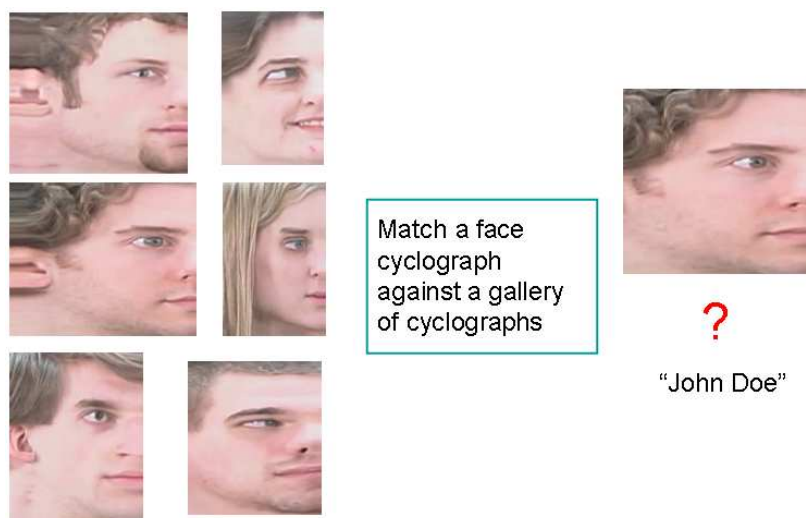 Match a face
cyclograph
against a gallery
of cyclographs
?
“John Doe”